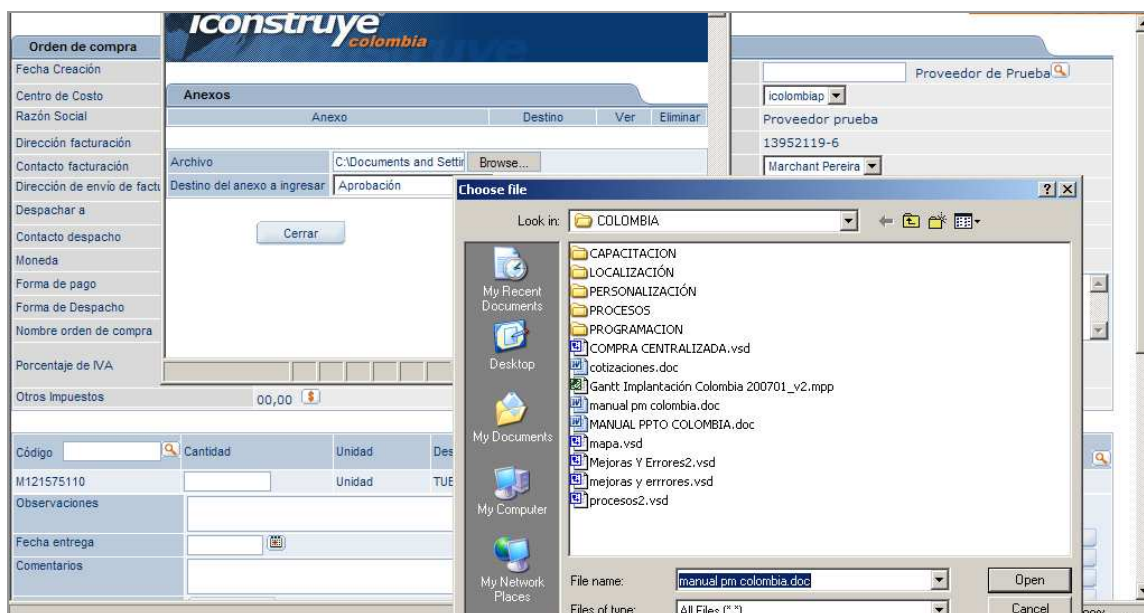 iconstruye
colombia
Orden de compra
Fecha Creación
Centro de Costo
Razón Social
Dirección facturación
Contacto facturación
Dirección de envío de factu
Despachar a
Contacto despacho
Moneda
Forma de pago
Forma de Despacho
Nombre orden de compra
Porcentaje de IVA
Otros Impuestos 00,00
Anexos
Anexo Destino Ver Eliminar
Archivo C:\Documents and Settin Browse...
Destino del anexo a ingresar Aprobación
Cerrar
Proveedor de Prueba
icolombiap
Proveedor prueba
13952119-6
Marchant Pereira
Choose file
Look in: COLOMBIA
My Recent Documents
Desktop
My Documents
My Computer
My Network Places
CAPACITACION
LOCALIZACIÓN
PERSONALIZACIÓN
PROCESOS
PROGRAMACION
COMPRA CENTRALIZADA.vsd
cotizaciones.doc
Gantt Implantación Colombia 200701_v2.mpp
manual pm colombia.doc
MANUAL PPTO COLOMBIA.doc
mapa.vsd
Mejoras Y Errores2.vsd
mejoras y errrores.vsd
procesos2.vsd
File name: manual pm colombia.doc Open
Files of type: All Files (*.*) Cancel
Código Cantidad Unidad Des
M121575110 Unidad TUB
Observaciones
Fecha entrega
Comentarios